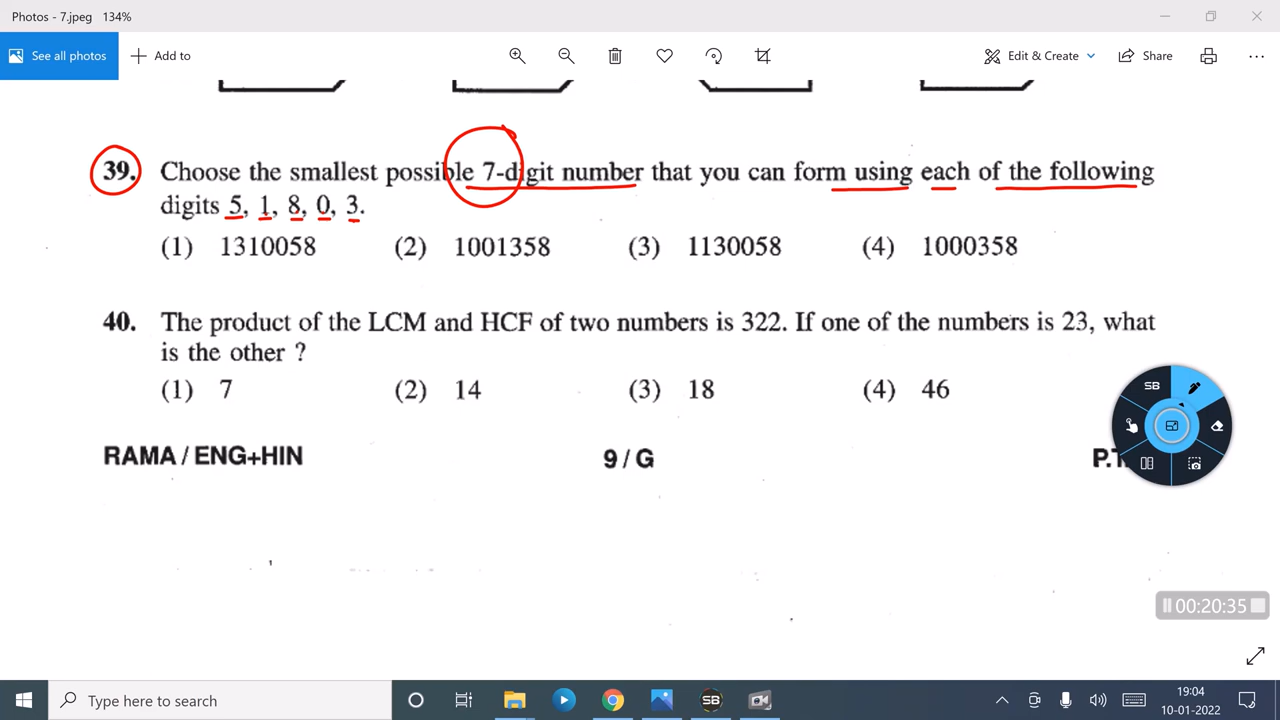 Photos - 7.jpeg 134%
See all photos Add to Edit & Create Share
39. Choose the smallest possible 7-digit number that you can form using each of the following
digits 5, 1, 8, 0, 3.
(1) 1310058 (2) 1001358 (3) 1130058 (4) 1000358
40. The product of the LCM and HCF of two numbers is 322. If one of the numbers is 23, what
is the other ?
(1) 7 (2) 14 (3) 18 (4) 46
SB
RAMA / ENG+HIN 9 / G P.T.
00:20:35
Type here to search SB 19:04
10-01-2022